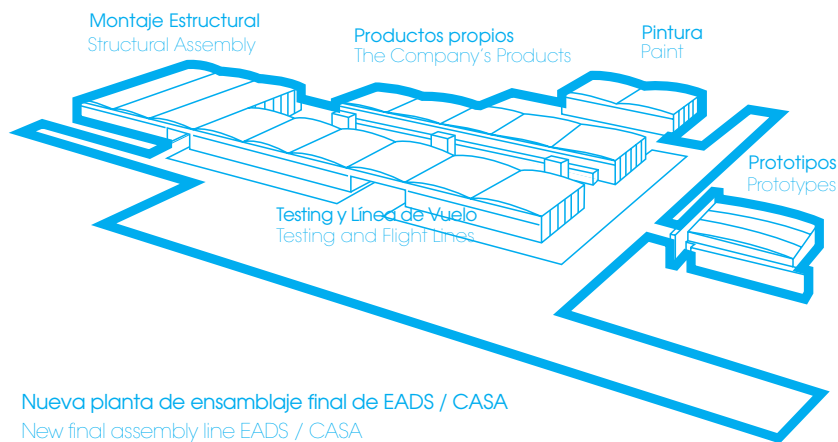 Montaje Estructural
Structural Assembly
Productos propios
The Company's Products
Pintura
Paint
Prototipos
Prototypes
Testing y Línea de Vuelo
Testing and Flight Lines
Nueva planta de ensamblaje final de EADS / CASA
New final assembly line EADS / CASA